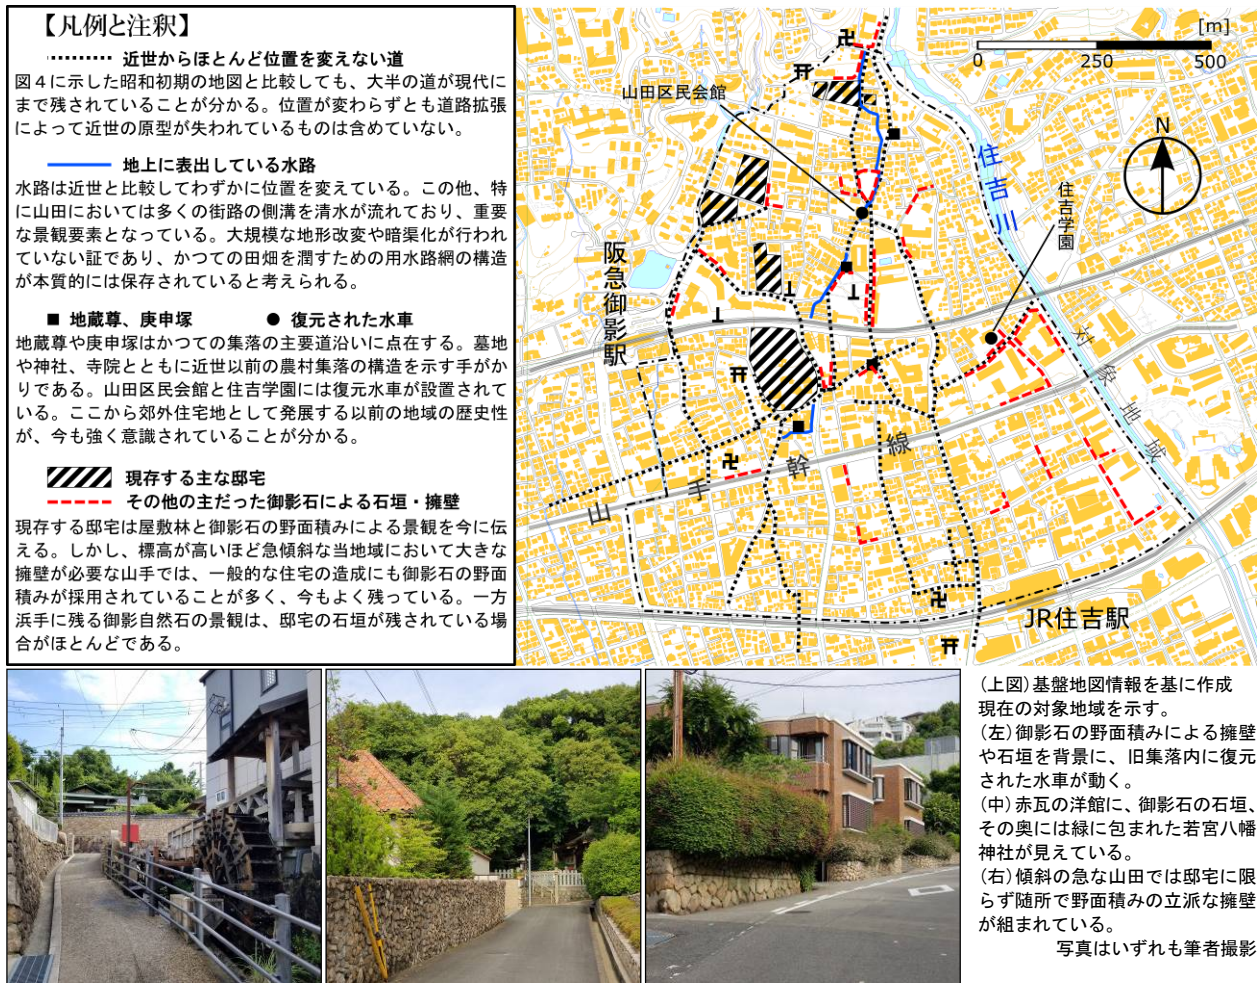 【凡例と注釈】
近世からほとんど位置を変えない道
図4に示した昭和初期の地図と比較しても、大半の道が現代に
まで残されていることが分かる。位置が変わらずとも道路拡張
によって近世の原型が失われているものは含めていない。
地上に表出している水路
水路は近世と比較してわずかに位置を変えている。この他、特
に山田においては多くの街路の側溝を清水が流れており、重要
な景観要素となっている。大規模な地形改変や暗渠化が行われ
ていない証であり、かつての田畑を潤すための用水路網の構造
が本質的には保存されていると考えられる。
■ 地蔵尊、庚申塚 ● 復元された水車
地蔵尊や庚申塚はかつての集落の主要道沿いに点在する。墓地
や神社、寺院とともに近世以前の農村集落の構造を示す手がか
りである。山田区民会館と住吉学園には復元水車が設置されて
いる。ここから郊外住宅地として発展する以前の地域の歴史性
が、今も強く意識されていることが分かる。
現存する主な邸宅
その他の主だった御影石による石垣・擁壁
現存する邸宅は屋敷林と御影石の野面積みによる景観を今に伝
える。しかし、標高が高いほど急傾斜な当地域において大きな
擁壁が必要な山手では、一般的な住宅の造成にも御影石の野面
積みが採用されていることが多く、今もよく残っている。一方
浜手に残る御影自然石の景観は、邸宅の石垣が残されている場
合がほとんどである。
[m]
0 250 500
山田区民会館
N
住吉川
住吉学園
阪急御影駅
対象地域
山手幹線
JR住吉駅
(上図)基盤地図情報を基に作成
現在の対象地域を示す。
(左)御影石の野面積みによる擁壁
や石垣を背景に、旧集落内に復元
された水車が動く。
(中)赤瓦の洋館に、御影石の石垣、
その奥には緑に包まれた若宮八幡
神社が見えている。
(右)傾斜の急な山田では邸宅に限
らず随所で野面積みの立派な擁壁
が組まれている。
写真はいずれも筆者撮影